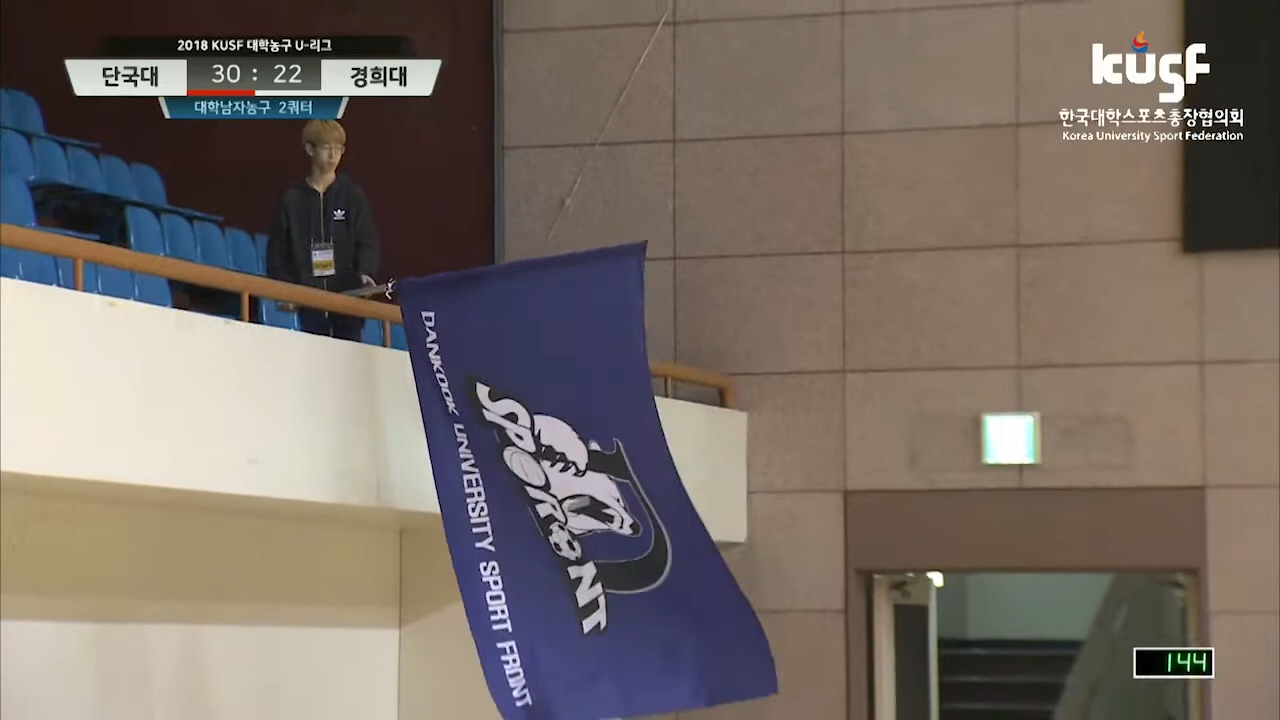 2018 KUSF 대학농구 U-리그
단국대 30 : 22 경희대
대학남자농구 2쿼터
kusf
한국대학스포츠총장협의회
Korea University Sport Federation
DANKOOK UNIVERSITY SPORT FRONT
SPORONT
D
144